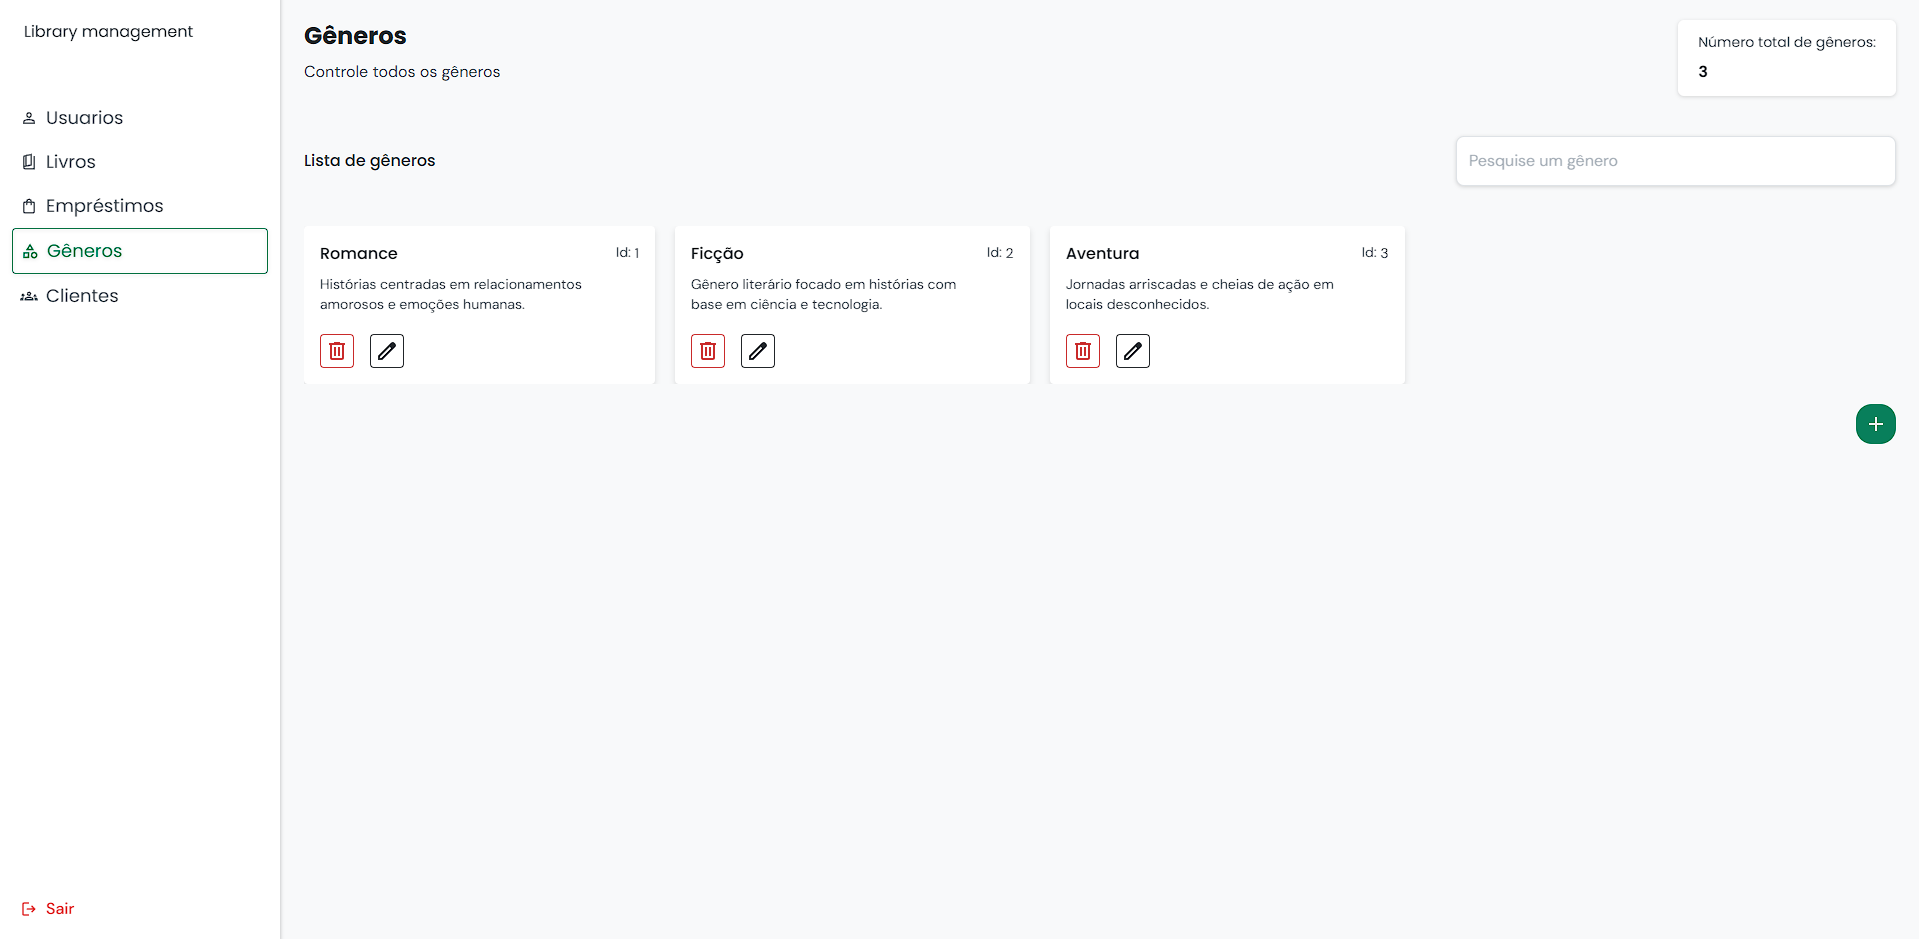 Library management
Usuarios
Livros
Empréstimos
Gêneros
Clientes
Sair
Gêneros
Controle todos os gêneros
Número total de gêneros:
3
Lista de gêneros
Pesquise um gênero
Romance
Id: 1
Histórias centradas em relacionamentos
amorosos e emoções humanas.
Ficção
Id: 2
Gênero literário focado em histórias com
base em ciência e tecnologia.
Aventura
Id: 3
Jornadas arriscadas e cheias de ação em
locais desconhecidos.